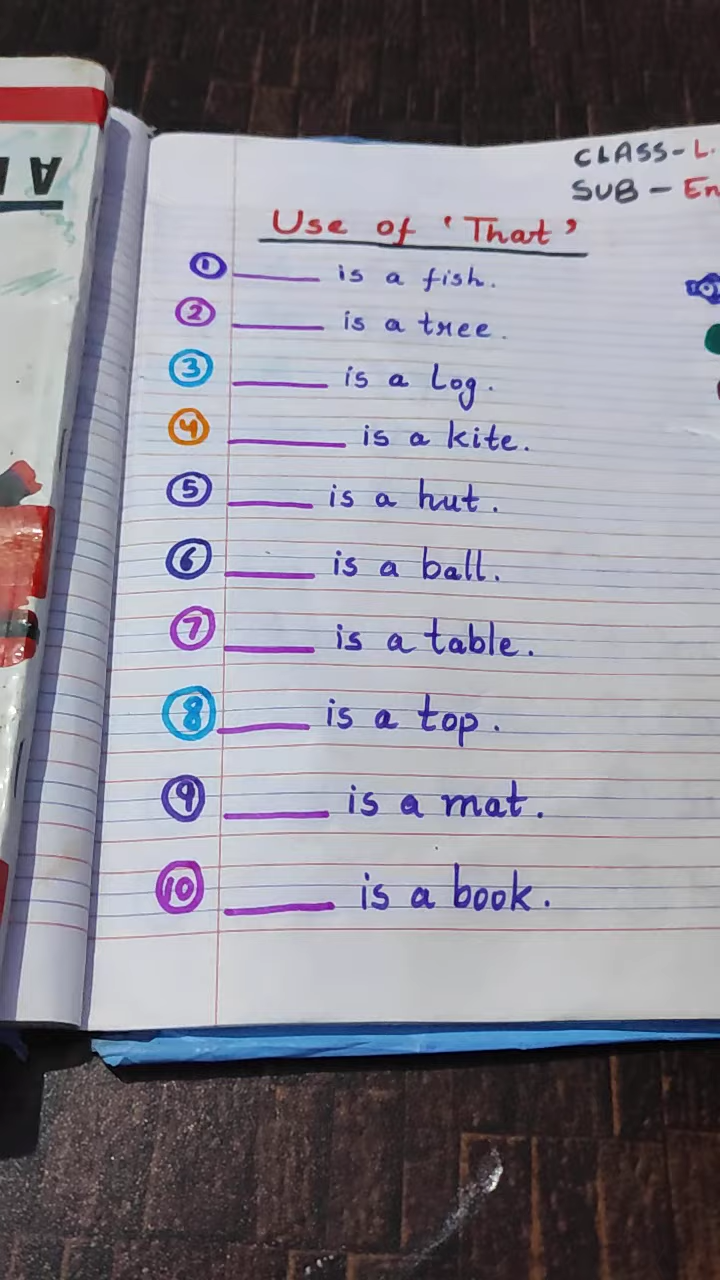 CLASS-L.
SUB - En
Use of 'That'
1 ____ is a fish.
2 ____ is a tree.
3 ____ is a Log.
4 ____ is a kite.
5 ____ is a hut.
6 ____ is a ball.
7 ____ is a table.
8 ____ is a top.
9 ____ is a mat.
10 ____ is a book.